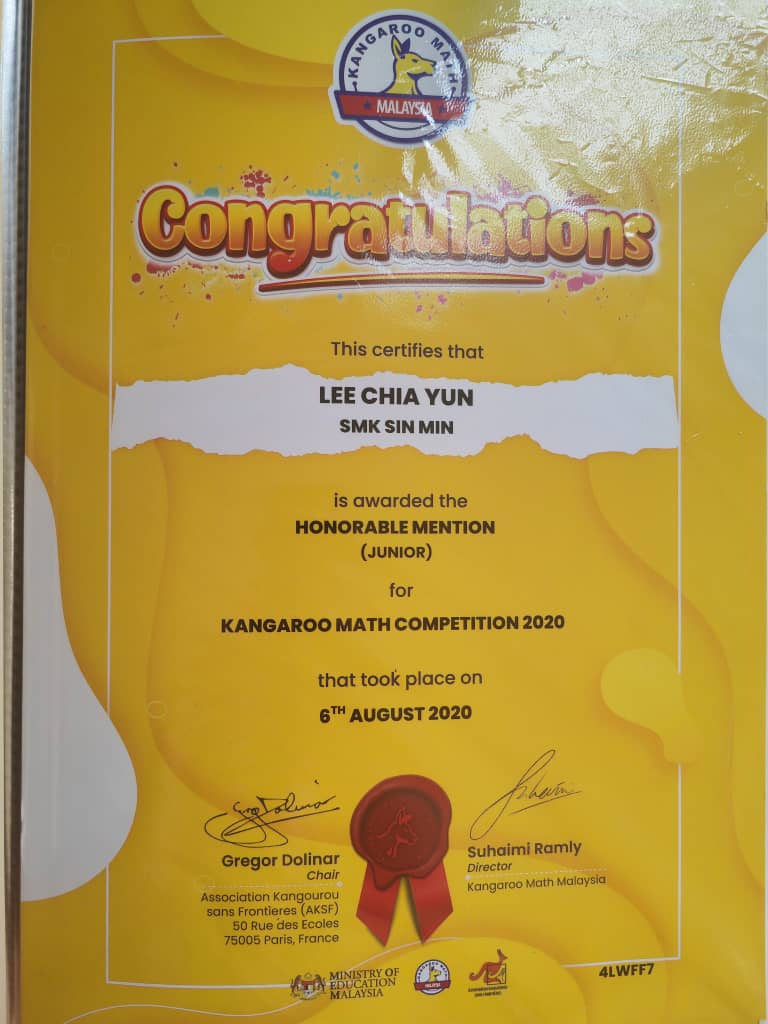 KANGAROO MATH
MALAYSIA
Congratulations
This certifies that
LEE CHIA YUN
SMK SIN MIN
is awarded the
HONORABLE MENTION
(JUNIOR)
for
KANGAROO MATH COMPETITION 2020
that took place on
6TH AUGUST 2020
Gregor Dolinar
Chair
Association Kangourou
sans Frontieres (AKSF)
50 Rue des Ecoles
75005 Paris, France
Suhaimi Ramly
Director
Kangaroo Math Malaysia
MINISTRY OF
EDUCATION
MALAYSIA
KANGAROO MATH
MALAYSIA
4LWFF7